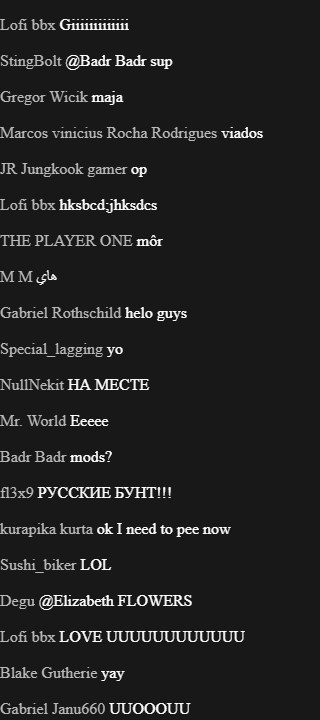 Lofi bbx Giiiiiiiiiiiii
StingBolt @Badr Badr sup
Gregor Wicik maja
Marcos vinicius Rocha Rodrigues viados
JR Jungkook gamer op
Lofi bbx hksbcd;jhksdcs
THE PLAYER ONE môr
M M هاي
Gabriel Rothschild helo guys
Special_lagging yo
NullNekit НА МЕСТЕ
Mr. World Eeeee
Badr Badr mods?
fl3x9 РУССКИЕ БУНТ!!!
kurapika kurta ok I need to pee now
Sushi_biker LOL
Degu @Elizabeth FLOWERS
Lofi bbx LOVE UUUUUUUUUUUU
Blake Gutherie yay
Gabriel Janu660 UUOOOUU